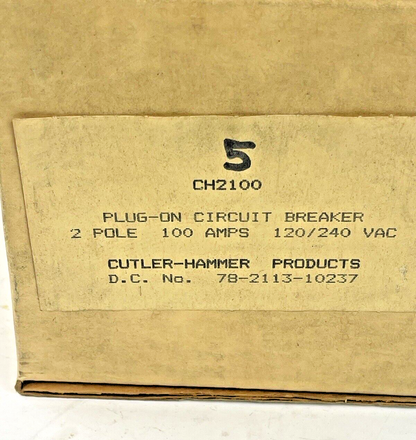 5
CH2100
PLUG-ON CIRCUIT BREAKER
2 POLE 100 AMPS 120/240 VAC
CUTLER-HAMMER PRODUCTS
D.C. No. 78-2113-10237